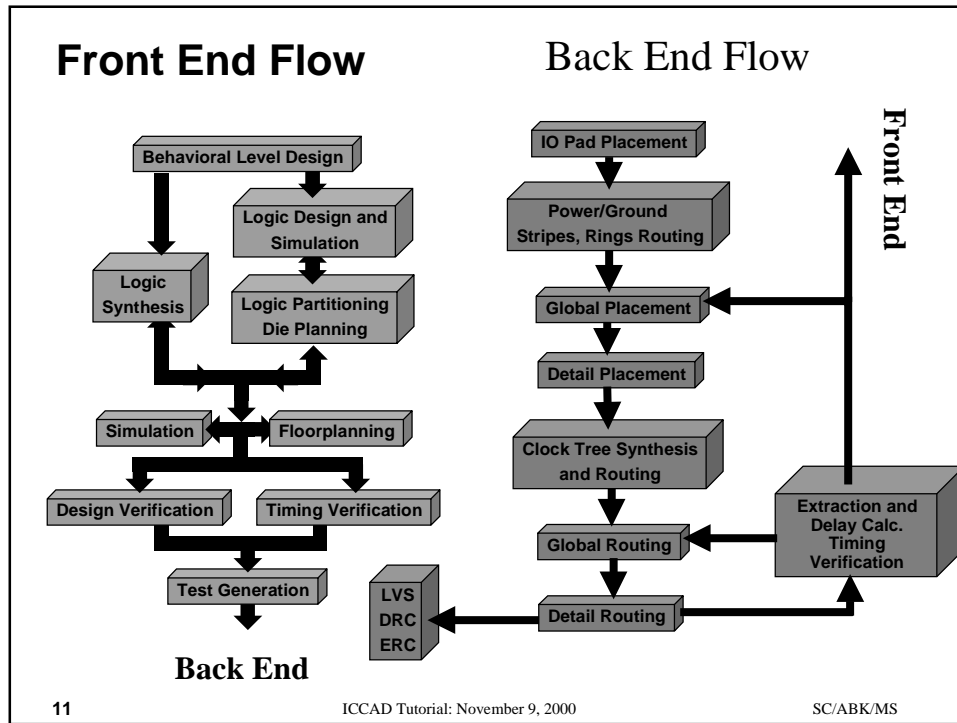 Front End Flow
Behavioral Level Design
Logic Design and
Simulation
Logic
Synthesis
Logic Partitioning
Die Planning
Simulation
Floorplanning
Design Verification
Timing Verification
Test Generation
Back End
Back End Flow
IO Pad Placement
Power/Ground
Stripes, Rings Routing
Global Placement
Detail Placement
Clock Tree Synthesis
and Routing
Global Routing
Detail Routing
LVS
DRC
ERC
Extraction and
Delay Calc.
Timing
Verification
Front End
11
ICCAD Tutorial: November 9, 2000
SC/ABK/MS